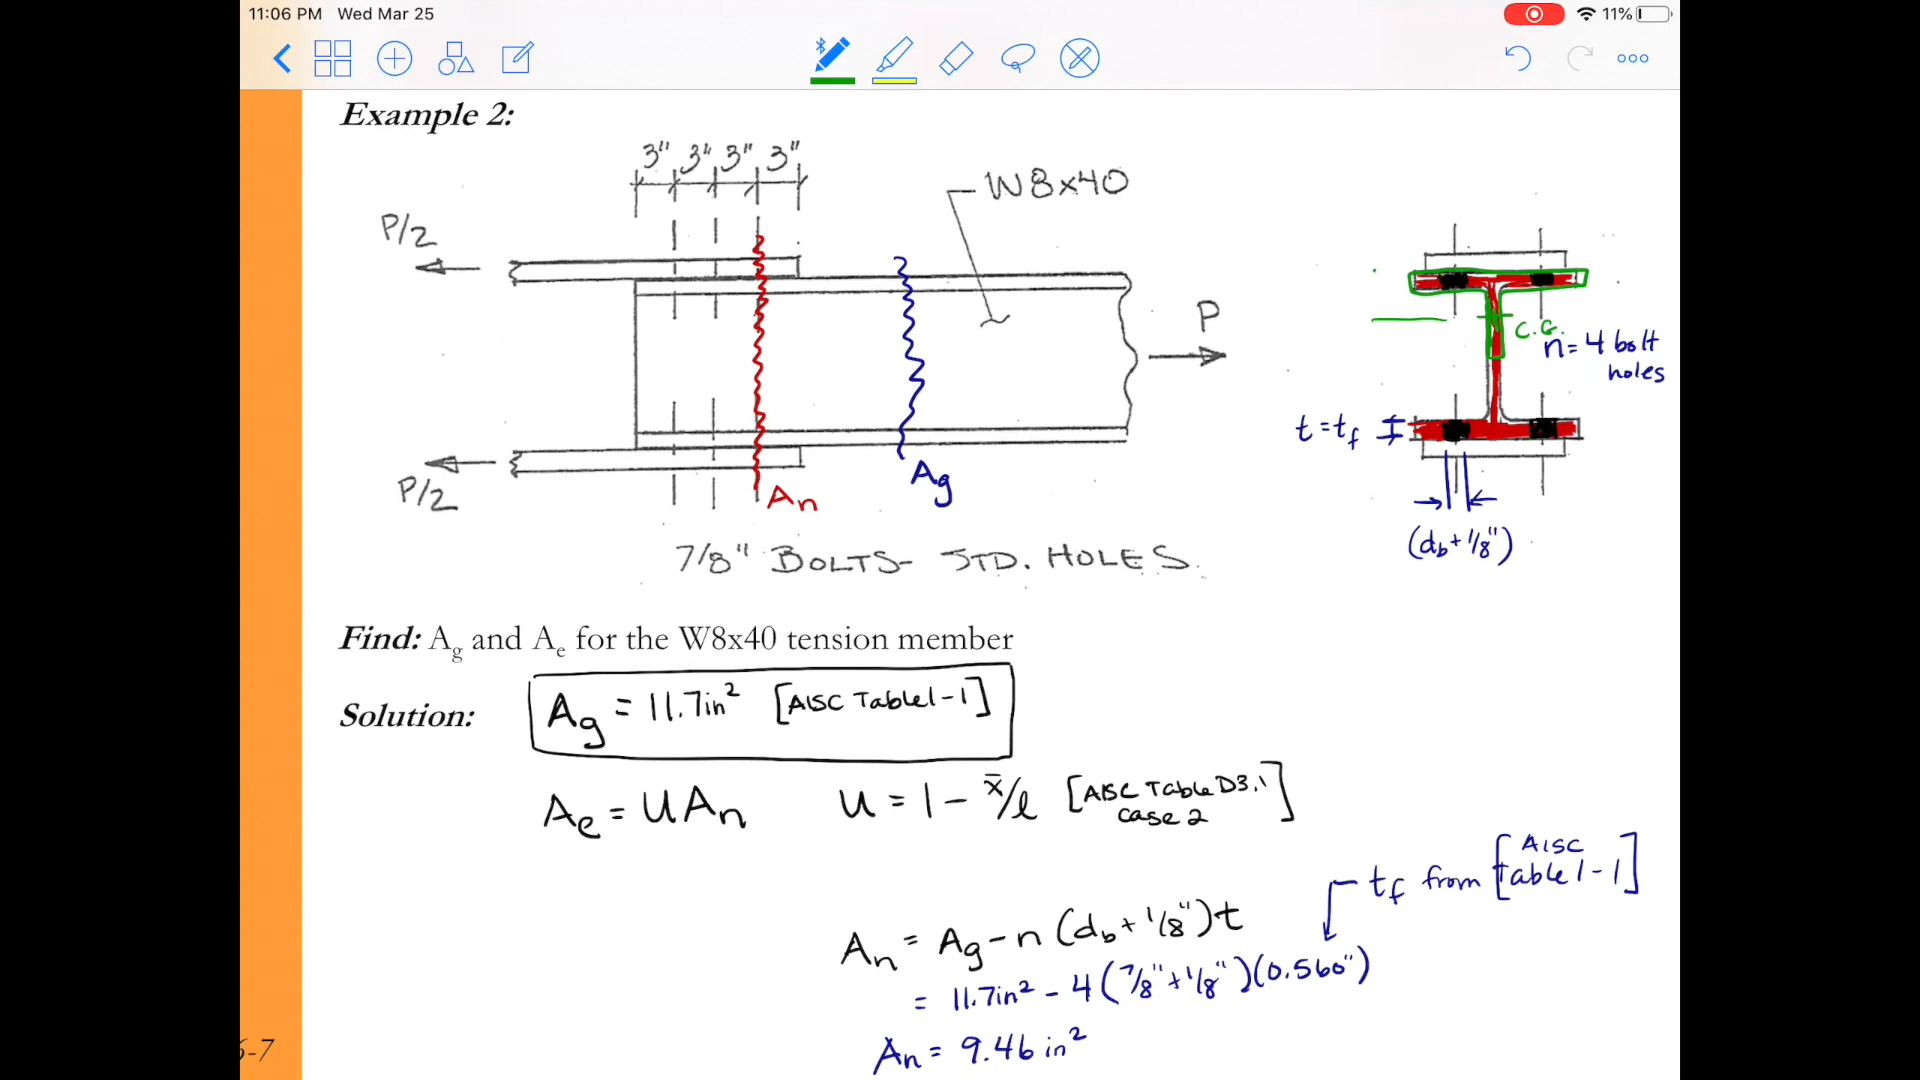 11:06 PM Wed Mar 25
11%
Example 2:
3" 3" 3" 3"
W8x40
P/2
P
P/2
An
Ag
7/8" BOLTS- STD. HOLES
C.G.
n = 4 bolt
holes
t = tf
(db + 1/8")
Find: Ag and Ae for the W8x40 tension member
Solution:
Ag = 11.7in² [AISC Table 1-1]
Ae = UAn
U = 1 - x̄/l [AISC Table D3.1
Case 2]
tf from [AISC
table 1-1]
An = Ag - n (db + 1/8")t
= 11.7in² - 4 (7/8" + 1/8")(0.560")
An = 9.46 in²
6-7